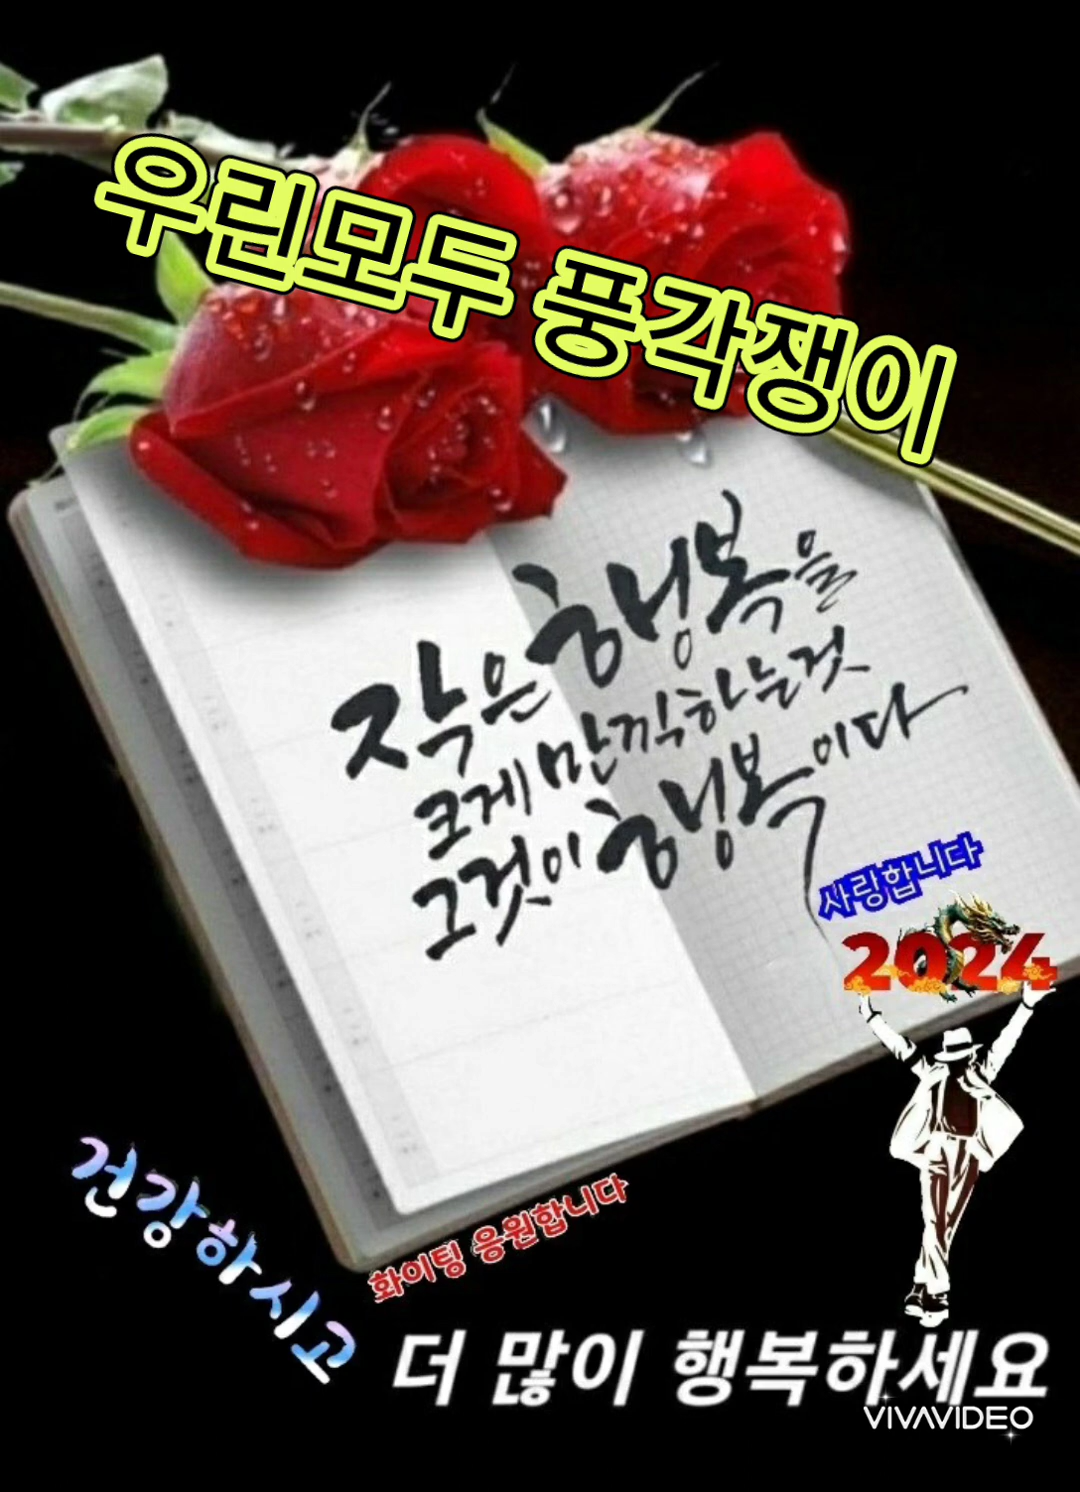 우린모두 풍각쟁이
작은 행복을
크게 만끽하는것
그것이 행복이다
사랑합니다
2024
건강하시고
화이팅 응원합니다
더 많이 행복하세요
VIVAVIDEO